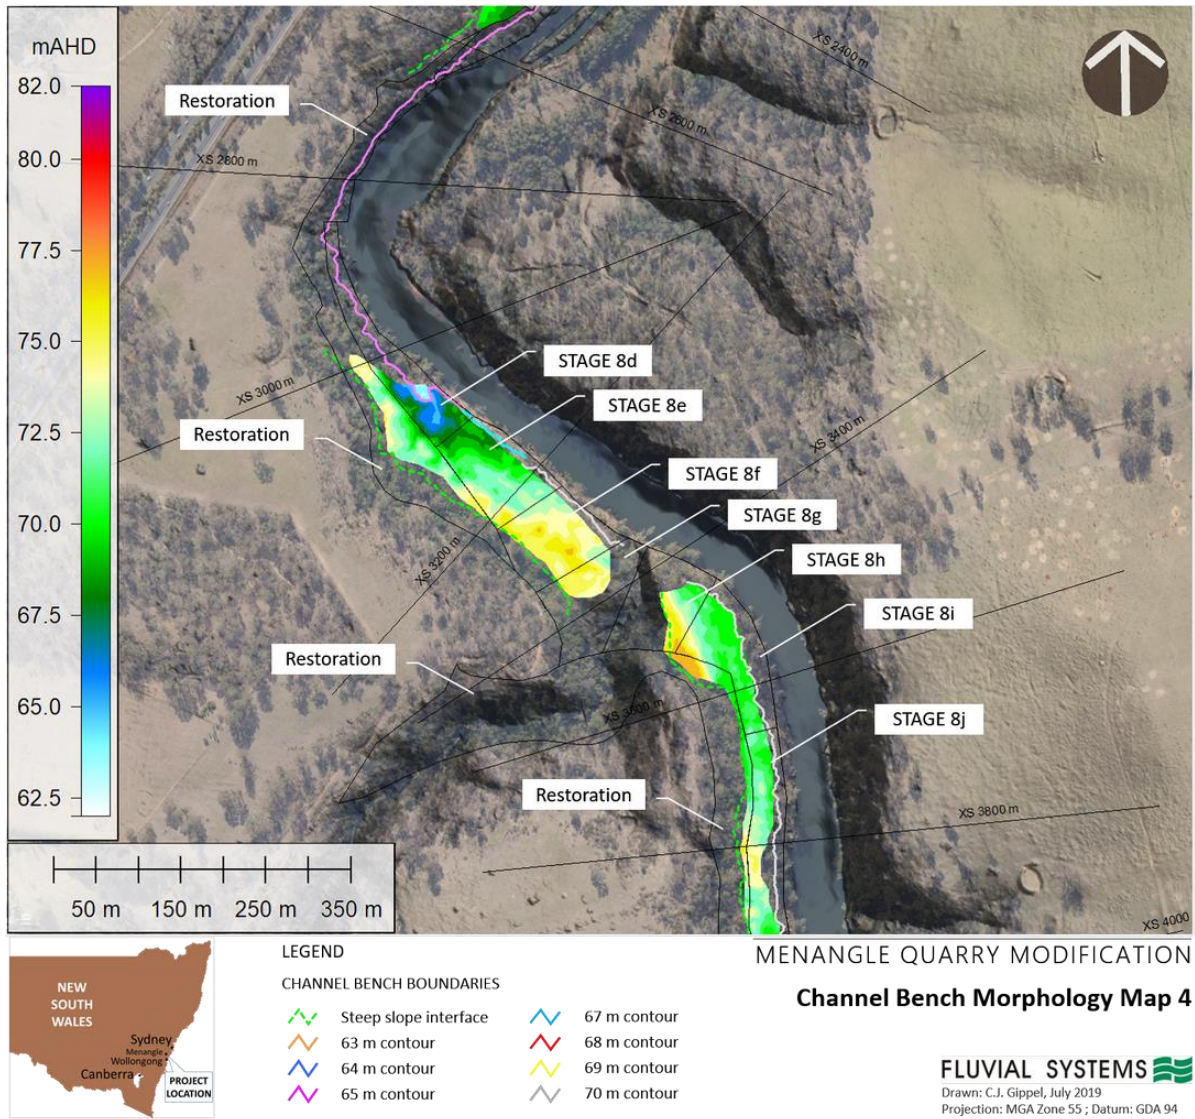 mAHD
82.0
80.0
77.5
75.0
72.5
70.0
67.5
65.0
62.5
Restoration
XS 2400 m
XS 2600 m
XS 2800 m
STAGE 8d
XS 3000 m
STAGE 8e
Restoration
XS 3400 m
STAGE 8f
STAGE 8g
XS 3200 m
STAGE 8h
STAGE 8i
Restoration
XS 3600 m
STAGE 8j
Restoration
XS 3800 m
XS 4000
50 m 150 m 250 m 350 m
NEW
SOUTH
WALES
Sydney
Menangle
Wollongong
Canberra
PROJECT
LOCATION
LEGEND
CHANNEL BENCH BOUNDARIES
Steep slope interface
63 m contour
64 m contour
65 m contour
67 m contour
68 m contour
69 m contour
70 m contour
MENANGLE QUARRY MODIFICATION
Channel Bench Morphology Map 4
FLUVIAL SYSTEMS
Drawn: C.J. Gippel, July 2019
Projection: MGA Zone 55 ; Datum: GDA 94